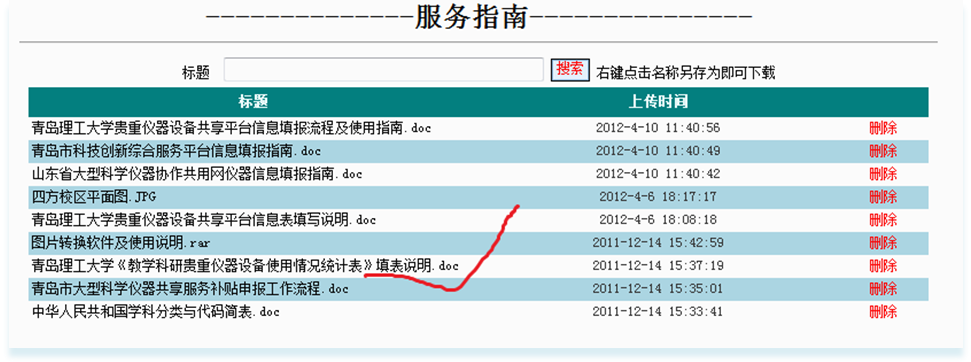 ---------------服务指南----------------
标题 搜索 右键点击名称另存为即可下载
标题 上传时间
青岛理工大学贵重仪器设备共享平台信息填报流程及使用指南.doc 2012-4-10 11:40:56 删除
青岛市科技创新综合服务平台信息填报指南.doc 2012-4-10 11:40:49 删除
山东省大型科学仪器协作共用网仪器信息填报指南.doc 2012-4-10 11:40:42 删除
四方校区平面图.JPG 2012-4-6 18:17:17 删除
青岛理工大学贵重仪器设备共享平台信息表填写说明.doc 2012-4-6 18:08:18 删除
图片转换软件及使用说明.rar 2011-12-14 15:42:59 删除
青岛理工大学《教学科研贵重仪器设备使用情况统计表》填表说明.doc 2011-12-14 15:37:19 删除
青岛市大型科学仪器共享服务补贴申报工作流程.doc 2011-12-14 15:35:01 删除
中华人民共和国学科分类与代码简表.doc 2011-12-14 15:33:41 删除